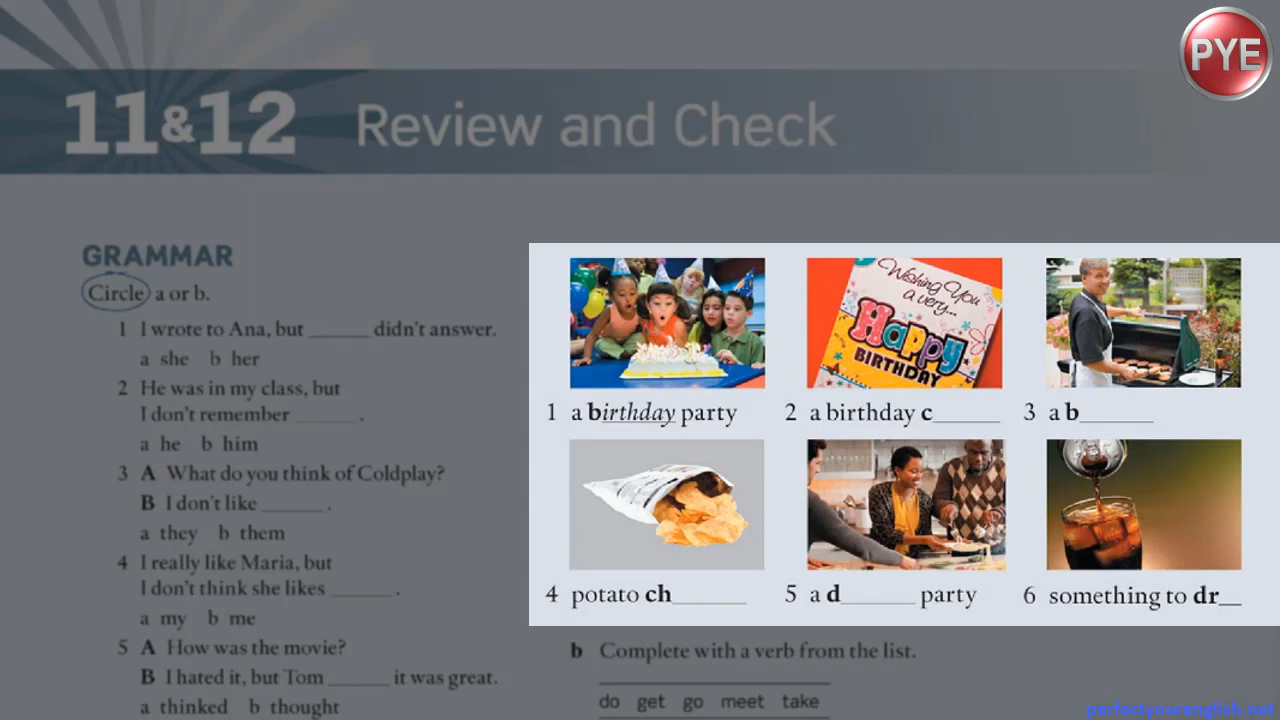 PYE
11&12 Review and Check
GRAMMAR
Circle a or b.
1 I wrote to Ana, but ______ didn't answer.
a she b her
2 He was in my class, but
I don't remember ______ .
a he b him
3 A What do you think of Coldplay?
B I don't like ______ .
a they b them
4 I really like Maria, but
I don't think she likes ______ .
a my b me
5 A How was the movie?
B I hated it, but Tom ______ it was great.
a thinked b thought
Wishing You
a very...
Happy
BIRTHDAY
1 a birthday party
2 a birthday c______
3 a b______
4 potato ch______
5 a d______ party
6 something to dr__
b Complete with a verb from the list.
do get go meet take
perfectyourenglish.net